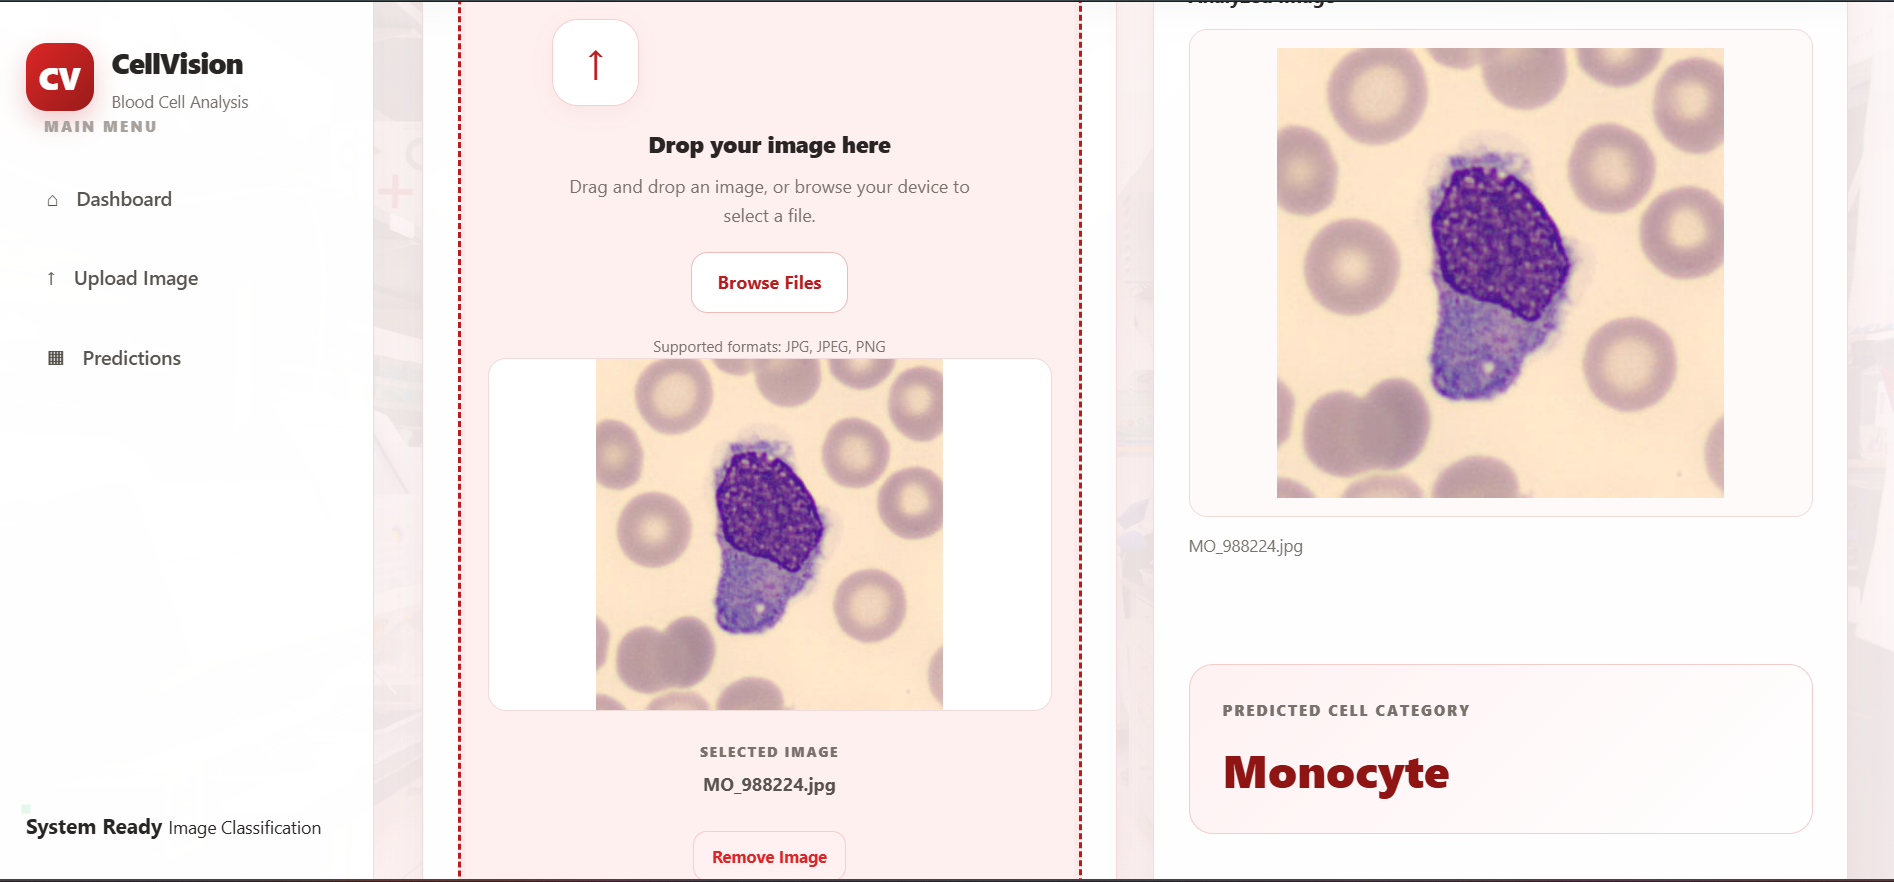 CV
CellVision
Blood Cell Analysis
MAIN MENU
Dashboard
Upload Image
Predictions
System Ready Image Classification
Drop your image here
Drag and drop an image, or browse your device to
select a file.
Browse Files
Supported formats: JPG, JPEG, PNG
SELECTED IMAGE
MO_988224.jpg
Remove Image
Analyzed Image
MO_988224.jpg
PREDICTED CELL CATEGORY
Monocyte